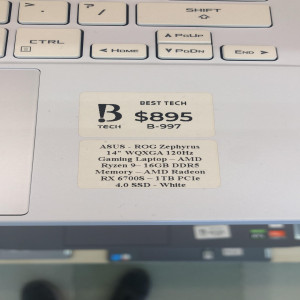 > .
? /
SHIFT
CTRL
◄ HOME
▲ PGUP
▼ PGDN
END ►
B TECH
BEST TECH
$895
B-997
ASUS - ROG Zephyrus
14" WQXGA 120Hz
Gaming Laptop – AMD
Ryzen 9– 16GB DDR5
Memory – AMD Radeon
RX 6700S – 1TB PCIe
4.0 SSD - White